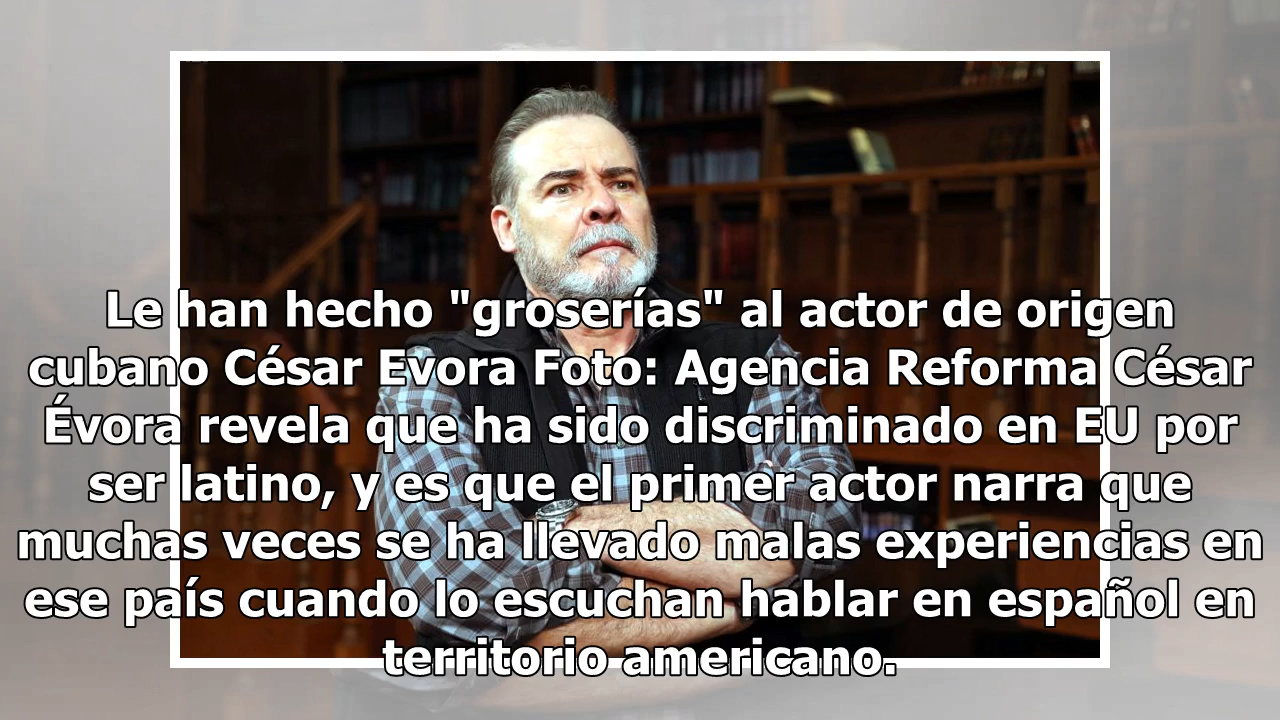 Le han hecho "groserías" al actor de origen
cubano César Evora Foto: Agencia Reforma César
Évora revela que ha sido discriminado en EU por
ser latino, y es que el primer actor narra que
muchas veces se ha llevado malas experiencias en
ese país cuando lo escuchan hablar en español en
territorio americano.